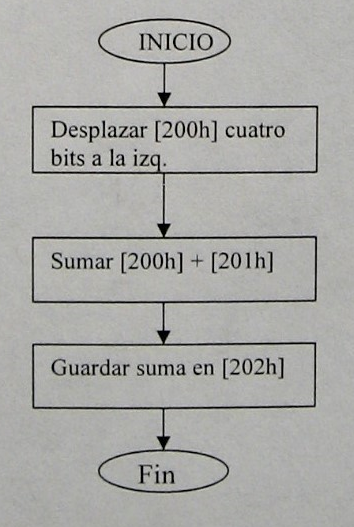 INICIO
Desplazar [200h] cuatro
bits a la izq.
Sumar [200h] + [201h]
Guardar suma en [202h]
Fin